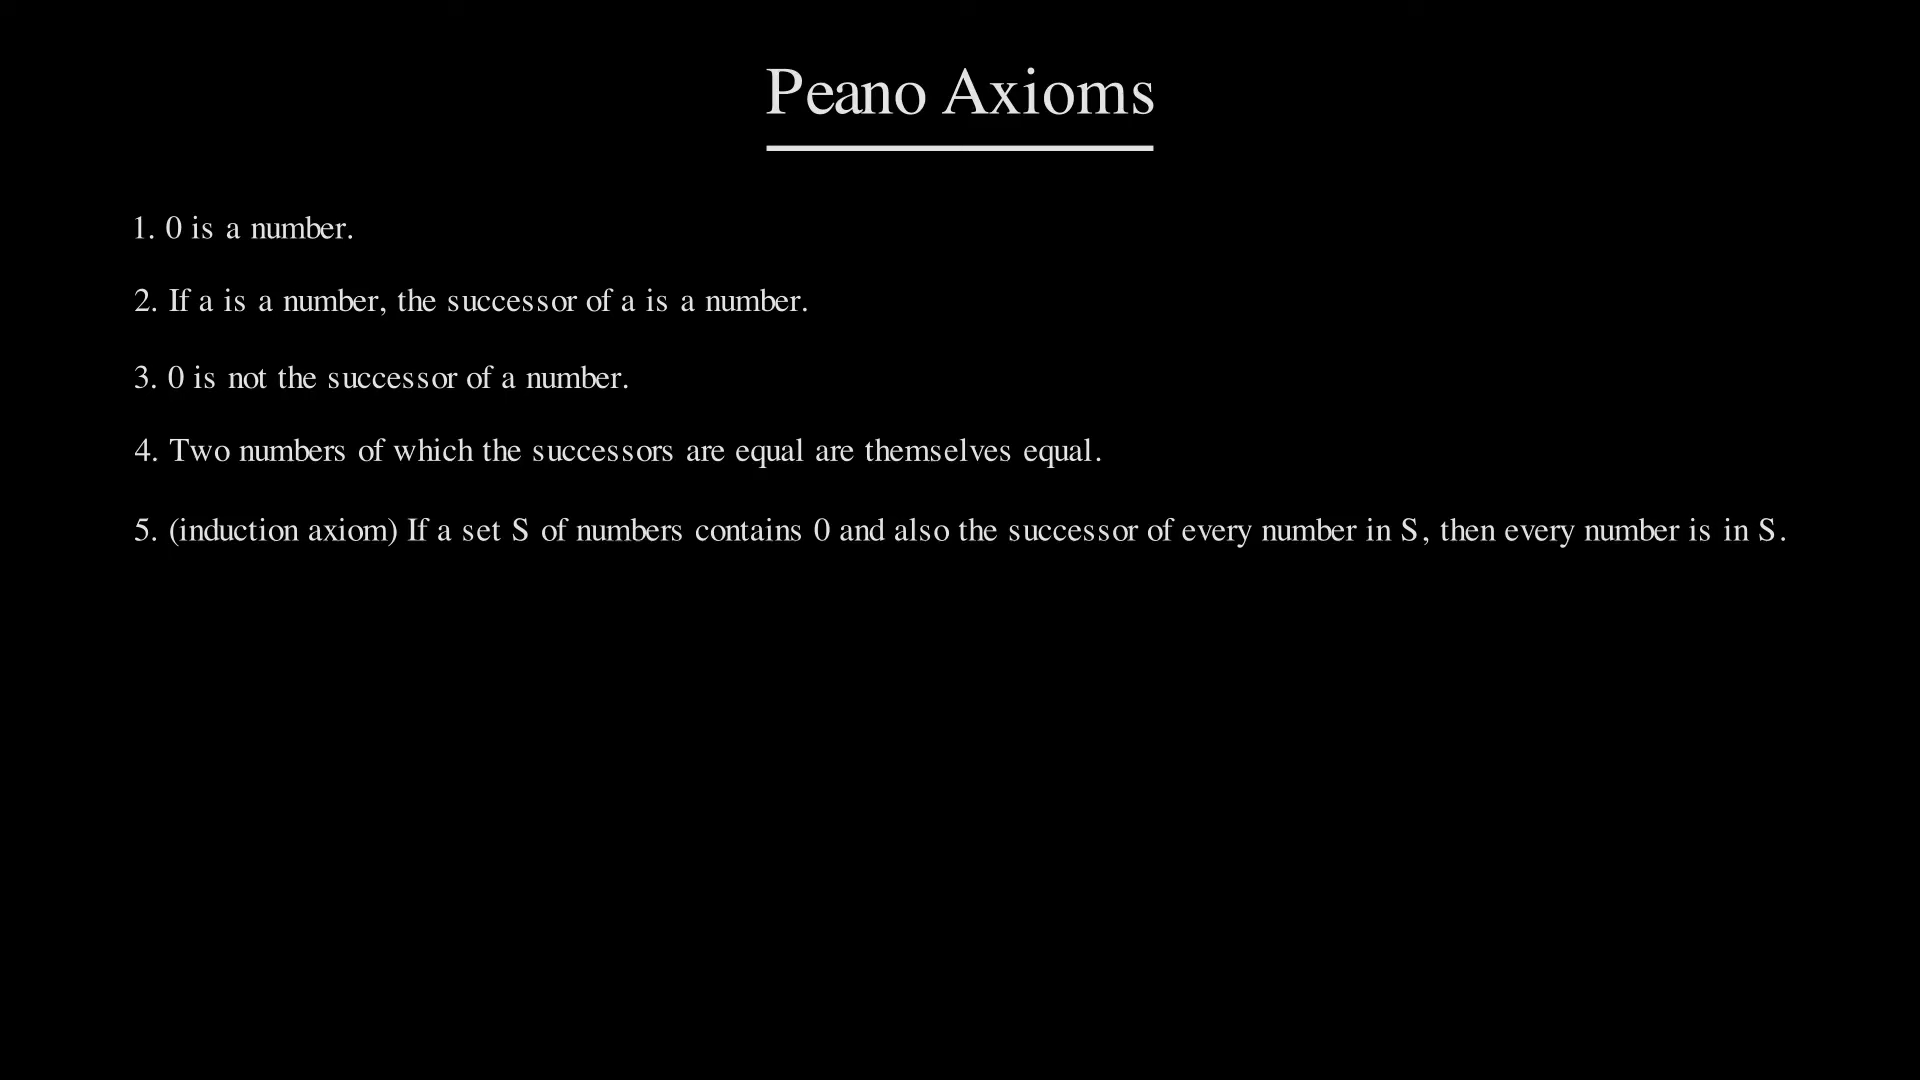 Peano Axioms
1. 0 is a number.
2. If a is a number, the successor of a is a number.
3. 0 is not the successor of a number.
4. Two numbers of which the successors are equal are themselves equal.
5. (induction axiom) If a set S of numbers contains 0 and also the successor of every number in S, then every number is in S.